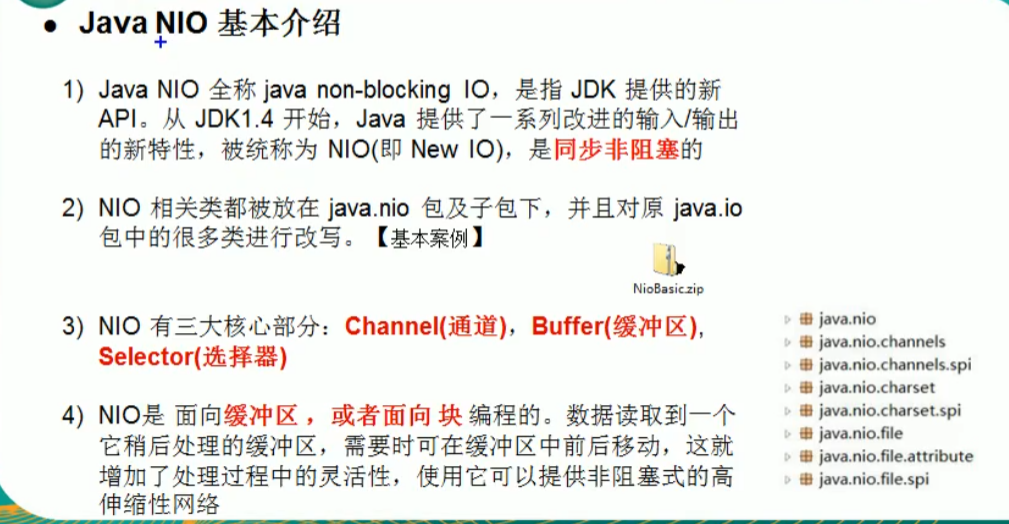 ● Java NIO 基本介绍
1) Java NIO 全称 java non-blocking IO，是指 JDK 提供的新
API。从 JDK1.4 开始，Java 提供了一系列改进的输入/输出
的新特性，被统称为 NIO(即 New IO)，是同步非阻塞的
2) NIO 相关类都被放在 java.nio 包及子包下，并且对原 java.io
包中的很多类进行改写。【基本案例】
NioBasic.zip
3) NIO 有三大核心部分：Channel(通道)，Buffer(缓冲区),
Selector(选择器)
4) NIO是 面向缓冲区 ，或者面向 块 编程的。数据读取到一个
它稍后处理的缓冲区，需要时可在缓冲区中前后移动，这就
增加了处理过程中的灵活性，使用它可以提供非阻塞式的高
伸缩性网络
java.nio
java.nio.channels
java.nio.channels.spi
java.nio.charset
java.nio.charset.spi
java.nio.file
java.nio.file.attribute
java.nio.file.spi